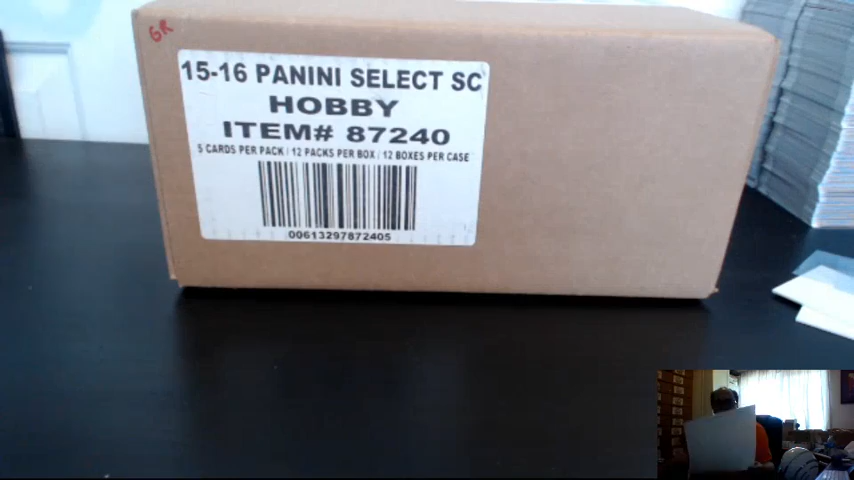 GR
15-16 PANINI SELECT SC
HOBBY
ITEM# 87240
5 CARDS PER PACK / 12 PACKS PER BOX / 12 BOXES PER CASE
00613297872405